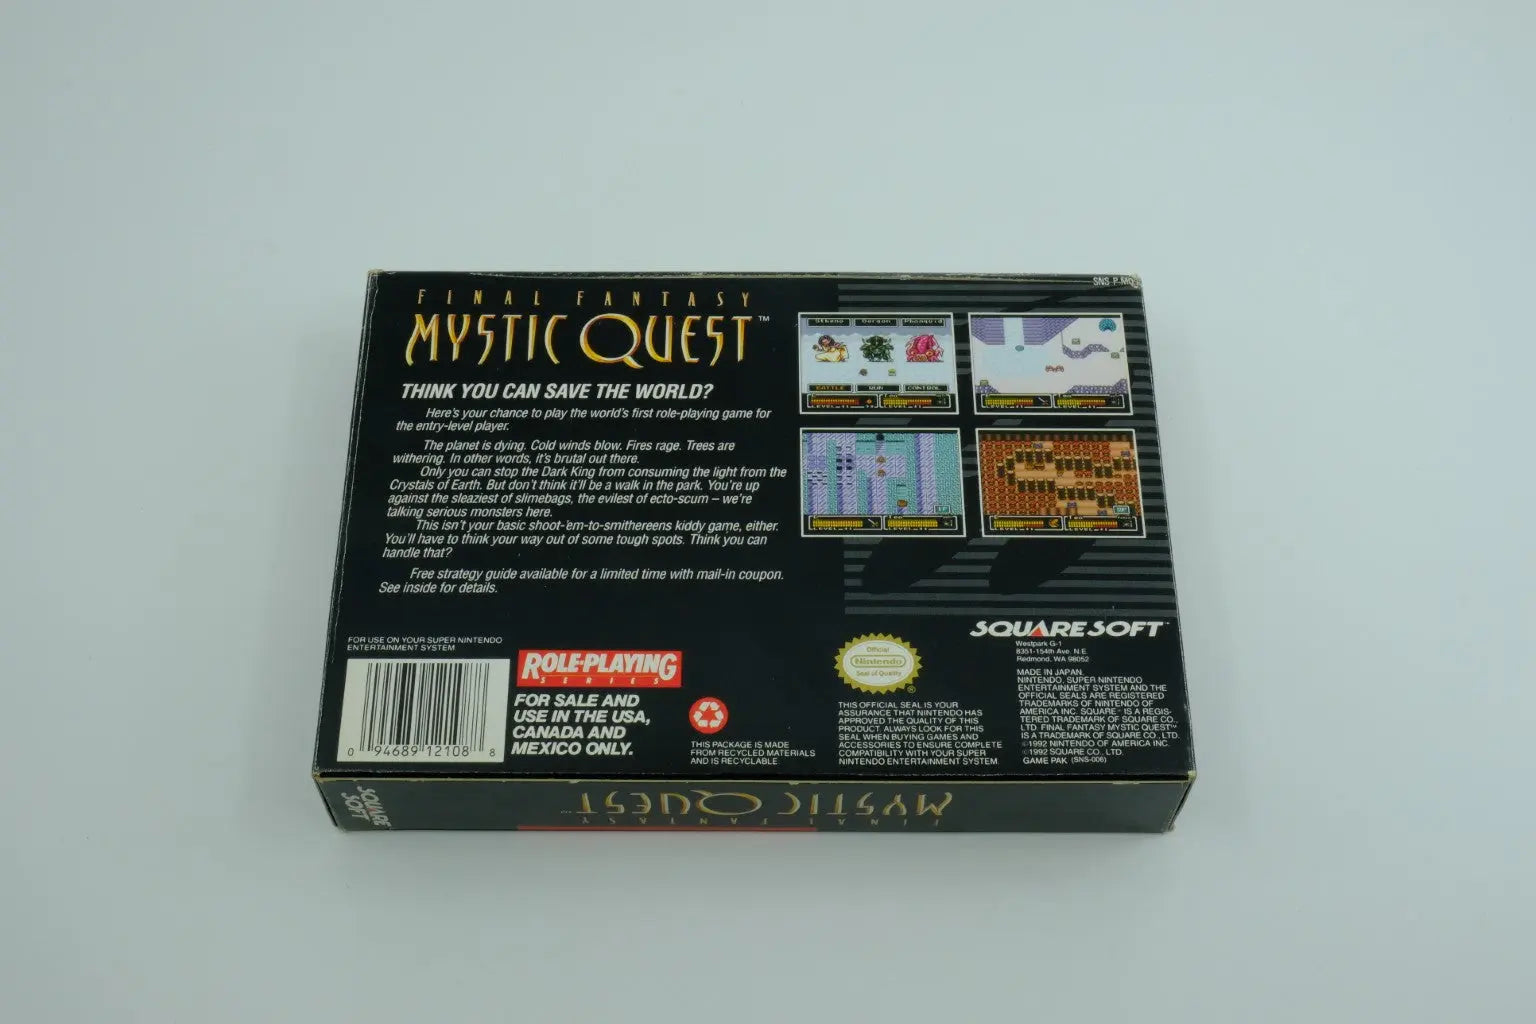 SNS-P-MQ
FINAL FANTASY
MYSTIC QUEST™
THINK YOU CAN SAVE THE WORLD?
Here's your chance to play the world's first role-playing game for
the entry-level player.
The planet is dying. Cold winds blow. Fires rage. Trees are
withering. In other words, it's brutal out there.
Only you can stop the Dark King from consuming the light from the
Crystals of Earth. But don't think it'll be a walk in the park. You're up
against the sleaziest of slimebags, the evilest of ecto-scum – we're
talking serious monsters here.
This isn't your basic shoot-'em-to-smithereens kiddy game, either.
You'll have to think your way out of some tough spots. Think you can
handle that?
Free strategy guide available for a limited time with mail-in coupon.
See inside for details.
Stheno Gorgon Phanquid
BATTLE RUN CONTROL
FOR USE ON YOUR SUPER NINTENDO
ENTERTAINMENT SYSTEM
0 94689 12108 8
ROLE-PLAYING
SERIES
FOR SALE AND
USE IN THE USA,
CANADA AND
MEXICO ONLY.
THIS PACKAGE IS MADE
FROM RECYCLED MATERIALS
AND IS RECYCLABLE.
Official
Nintendo
Seal of Quality
®
THIS OFFICIAL SEAL IS YOUR
ASSURANCE THAT NINTENDO HAS
APPROVED THE QUALITY OF THIS
PRODUCT. ALWAYS LOOK FOR THIS
SEAL WHEN BUYING GAMES AND
ACCESSORIES TO ENSURE COMPLETE
COMPATIBILITY WITH YOUR SUPER
NINTENDO ENTERTAINMENT SYSTEM.
SQUARESOFT™
Westpark G-1
8351-154th Ave. N.E.
Redmond, WA 98052
MADE IN JAPAN.
NINTENDO, SUPER NINTENDO
ENTERTAINMENT SYSTEM AND THE
OFFICIAL SEALS ARE REGISTERED
TRADEMARKS OF NINTENDO OF
AMERICA INC. SQUARE® IS A REGIS-
TERED TRADEMARK OF SQUARE CO.,
LTD. FINAL FANTASY MYSTIC QUEST™
IS A TRADEMARK OF SQUARE CO., LTD.
©1992 NINTENDO OF AMERICA INC.
©1992 SQUARE CO., LTD.
GAME PAK (SNS-006)
SQUARE
SOFT
FINAL FANTASY
MYSTIC QUEST™